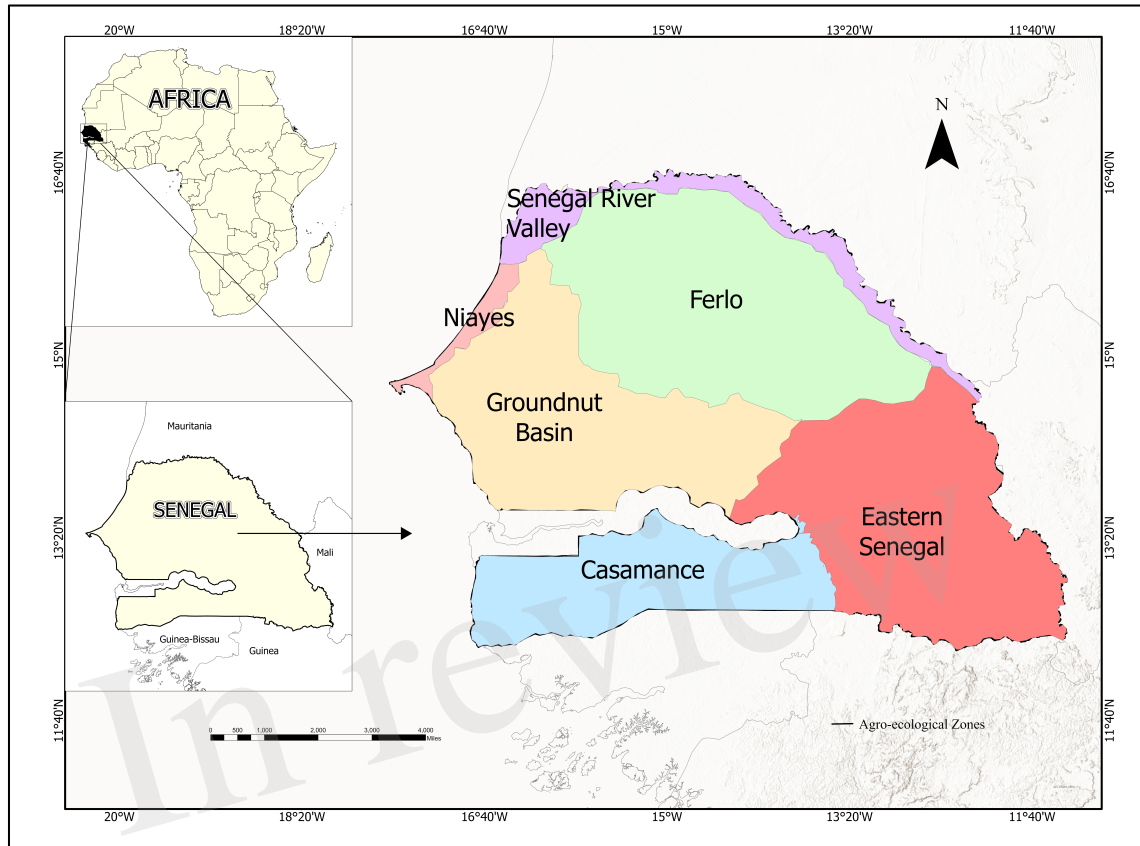 20°W 18°20'W 16°40'W 15°W 13°20'W 11°40'W
AFRICA
N
16°40'N
16°40'N
Senegal River
Valley
Ferlo
Niayes
15°N
15°N
Groundnut
Basin
Mauritania
SENEGAL
Eastern
Senegal
13°20'N
13°20'N
Mali
Casamance
Guinea-Bissau
Guinea
In review
11°40'N
11°40'N
0 500 1,000 2,000 3,000 4,000
Miles
Agro-ecological Zones
20°W 18°20'W 16°40'W 15°W 13°20'W 11°40'W